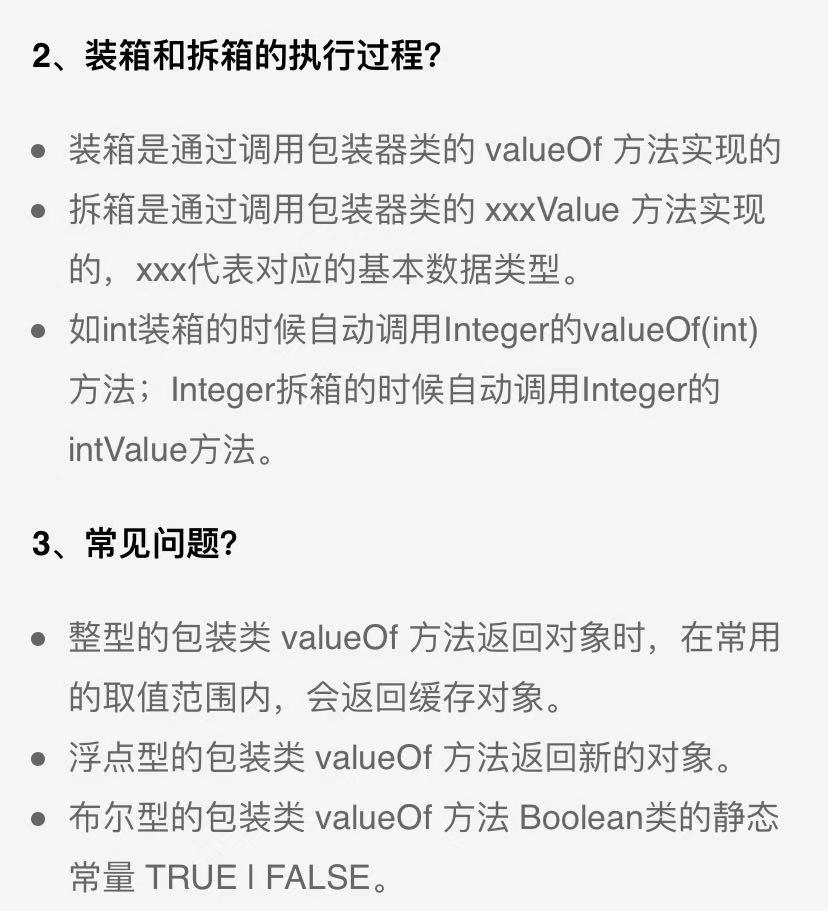 2、装箱和拆箱的执行过程?
● 装箱是通过调用包装器类的 valueOf 方法实现的
● 拆箱是通过调用包装器类的 xxxValue 方法实现
的，xxx代表对应的基本数据类型。
● 如int装箱的时候自动调用Integer的valueOf(int)
方法；Integer拆箱的时候自动调用Integer的
intValue方法。
3、常见问题?
● 整型的包装类 valueOf 方法返回对象时，在常用
的取值范围内，会返回缓存对象。
● 浮点型的包装类 valueOf 方法返回新的对象。
● 布尔型的包装类 valueOf 方法 Boolean类的静态
常量 TRUE | FALSE。